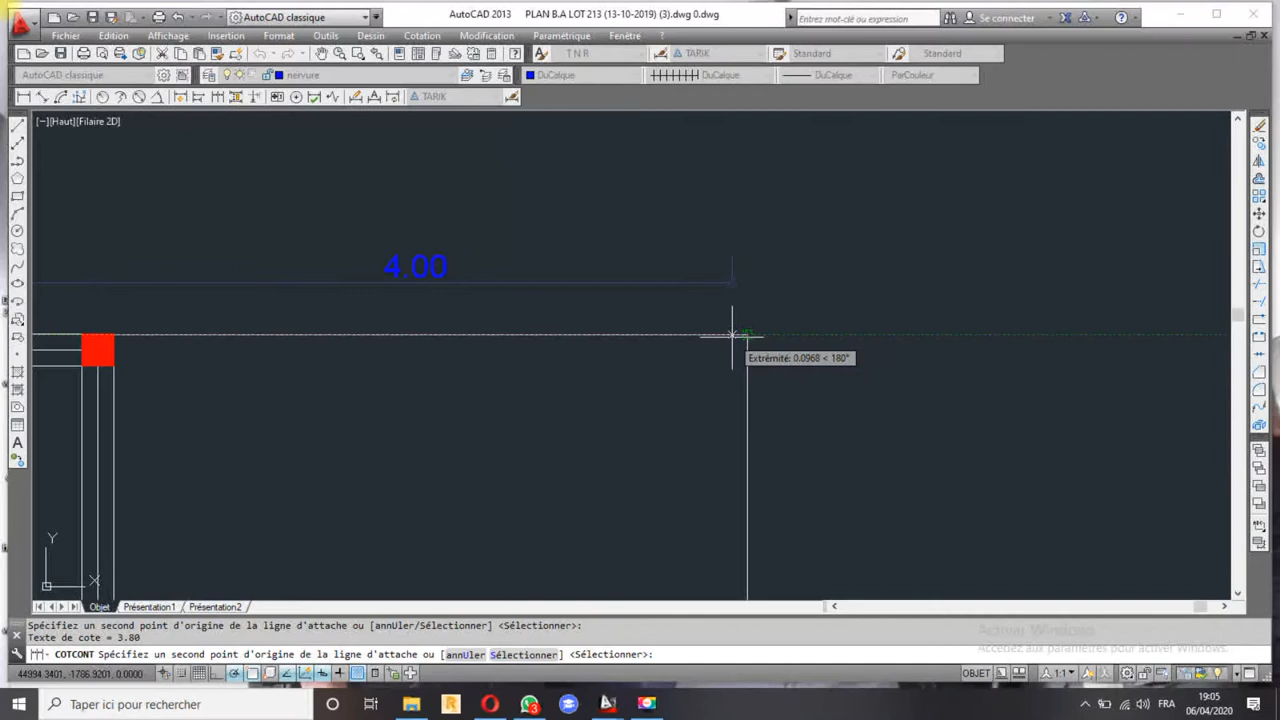 AutoCAD classique
AutoCAD 2013 PLAN B.A LOT 213 (13-10-2019) (3).dwg 0.dwg
Entrez mot-clé ou expression
Se connecter
Fichier Edition Affichage Insertion Format Outils Dessin Cotation Modification Paramétrique Fenêtre
T N R
TARIK
Standard
Standard
AutoCAD classique
nervure
DuCalque
DuCalque
DuCalque
ParCouleur
TARIK
[−][Haut][Filaire 2D]
4.00
Extrémité: 0.0968 < 180°
Y
X
Objet Présentation1 Présentation2
Spécifiez un second point d'origine de la ligne d'attache ou [annUler/Sélectionner] <Sélectionner>:
Texte de cote = 3.80
Activer Windows
COTCONT Spécifiez un second point d'origine de la ligne d'attache ou [annUler Sélectionner] <Sélectionner>:
Accédez aux paramètres pour activer Windows.
44994.3401, -1786.9201, 0.0000
OBJET
1:1
Taper ici pour rechercher
3
FRA
19:05
06/04/2020